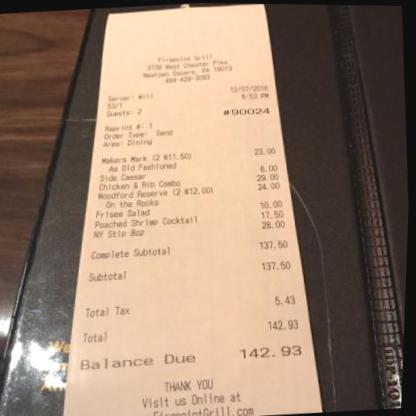 Firepoint Grill
3739 West Chester Pike
Newtown Square, PA 19073
484-428-3093
Server: Will 12/07/2016
53/1 6:53 PM
Guests: 2 #90024
Reprint #: 1
Order Type: Send
Area: Dining
Makers Mark (2 @11.50) 23.00
As Old Fashioned
Side Caesar 6.00
Chicken & Rib Combo 29.00
Woodford Reserve (2 @12.00) 24.00
On the Rocks
Frisee Salad 10.00
Poached Shrimp Cocktail 17.50
NY Stip 8oz 28.00
Complete Subtotal 137.50
Subtotal 137.50
Total Tax 5.43
Total 142.93
Balance Due 142.93
THANK YOU
Visit us Online at
FirepointGrill.com